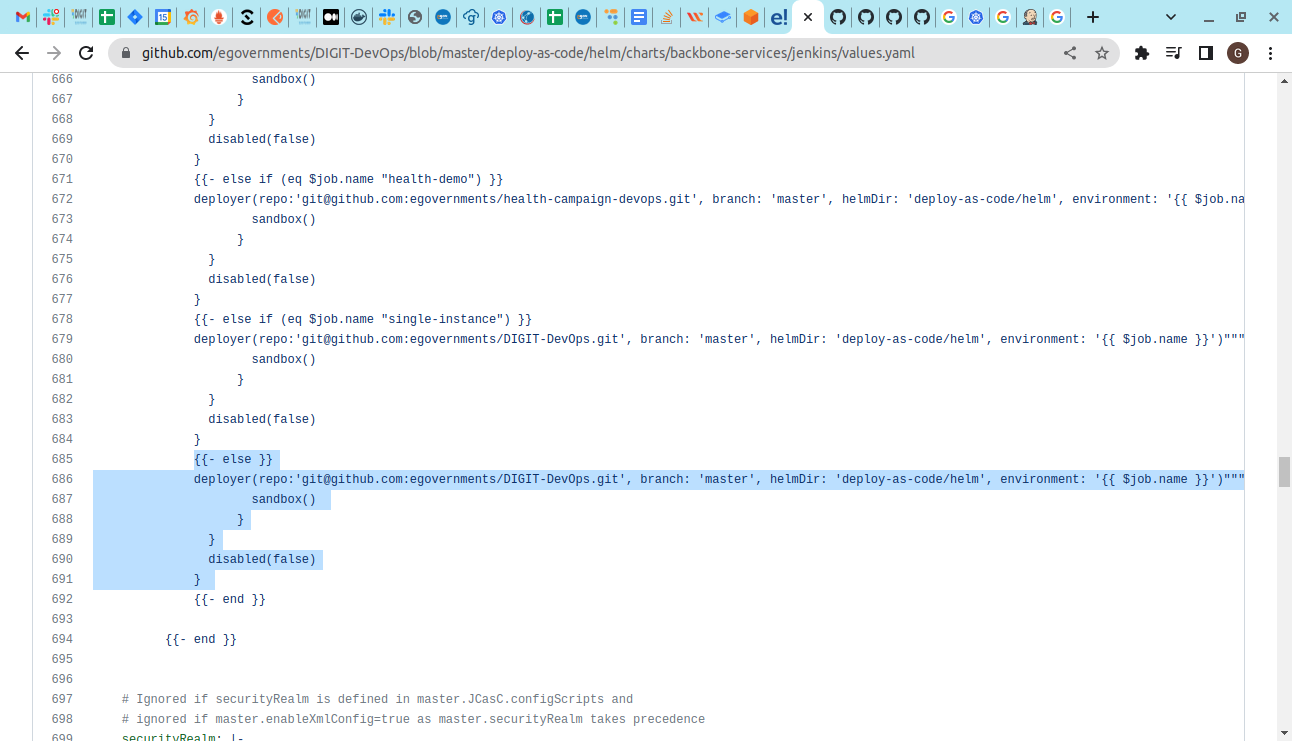 github.com/egovernments/DIGIT-DevOps/blob/master/deploy-as-code/helm/charts/backbone-services/jenkins/values.yaml
G
666 sandbox()
667 }
668 }
669 disabled(false)
670 }
671 {{- else if (eq $job.name "health-demo") }}
672 deployer(repo:'git@github.com:egovernments/health-campaign-devops.git', branch: 'master', helmDir: 'deploy-as-code/helm', environment: '{{ $job.na
673 sandbox()
674 }
675 }
676 disabled(false)
677 }
678 {{- else if (eq $job.name "single-instance") }}
679 deployer(repo:'git@github.com:egovernments/DIGIT-DevOps.git', branch: 'master', helmDir: 'deploy-as-code/helm', environment: '{{ $job.name }}')"""
680 sandbox()
681 }
682 }
683 disabled(false)
684 }
685 {{- else }}
686 deployer(repo:'git@github.com:egovernments/DIGIT-DevOps.git', branch: 'master', helmDir: 'deploy-as-code/helm', environment: '{{ $job.name }}')"""
687 sandbox()
688 }
689 }
690 disabled(false)
691 }
692 {{- end }}
693
694 {{- end }}
695
696
697 # Ignored if securityRealm is defined in master.JCasC.configScripts and
698 # ignored if master.enableXmlConfig=true as master.securityRealm takes precedence
699 securityRealm: |-